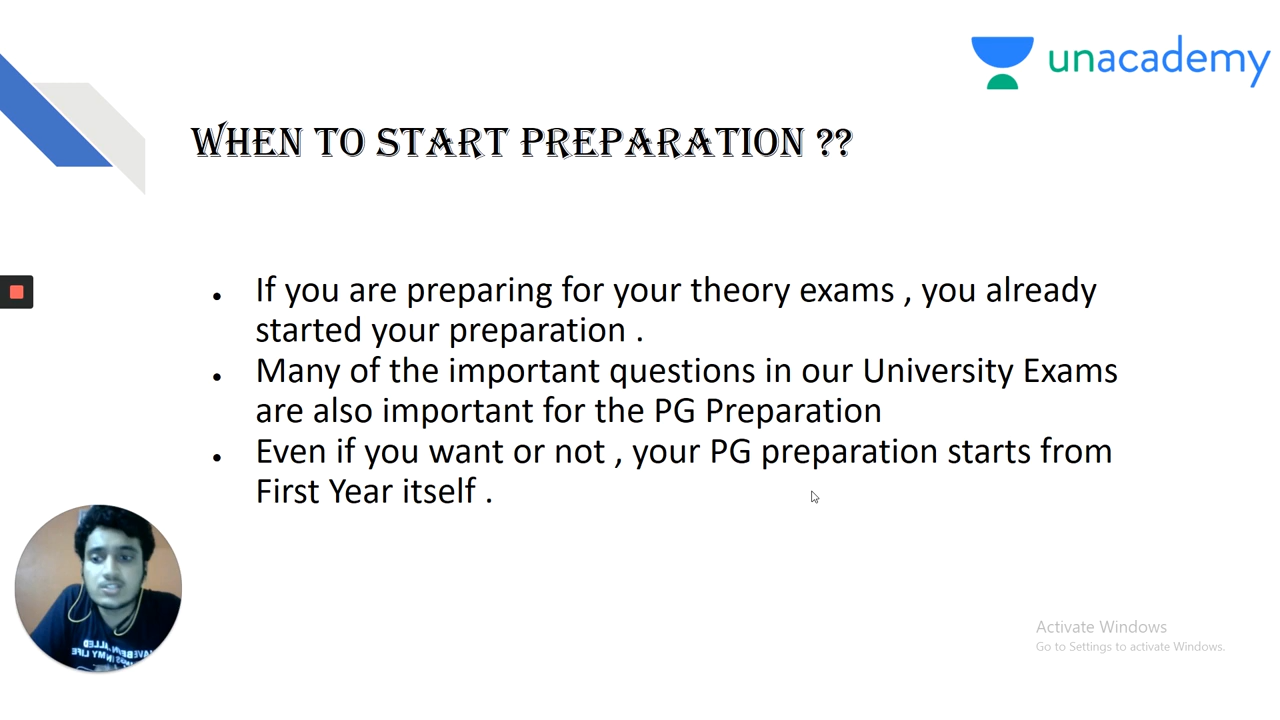 unacademy
WHEN TO START PREPARATION ??
If you are preparing for your theory exams , you already
started your preparation .
Many of the important questions in our University Exams
are also important for the PG Preparation
Even if you want or not , your PG preparation starts from
First Year itself .
Activate Windows
Go to Settings to activate Windows.